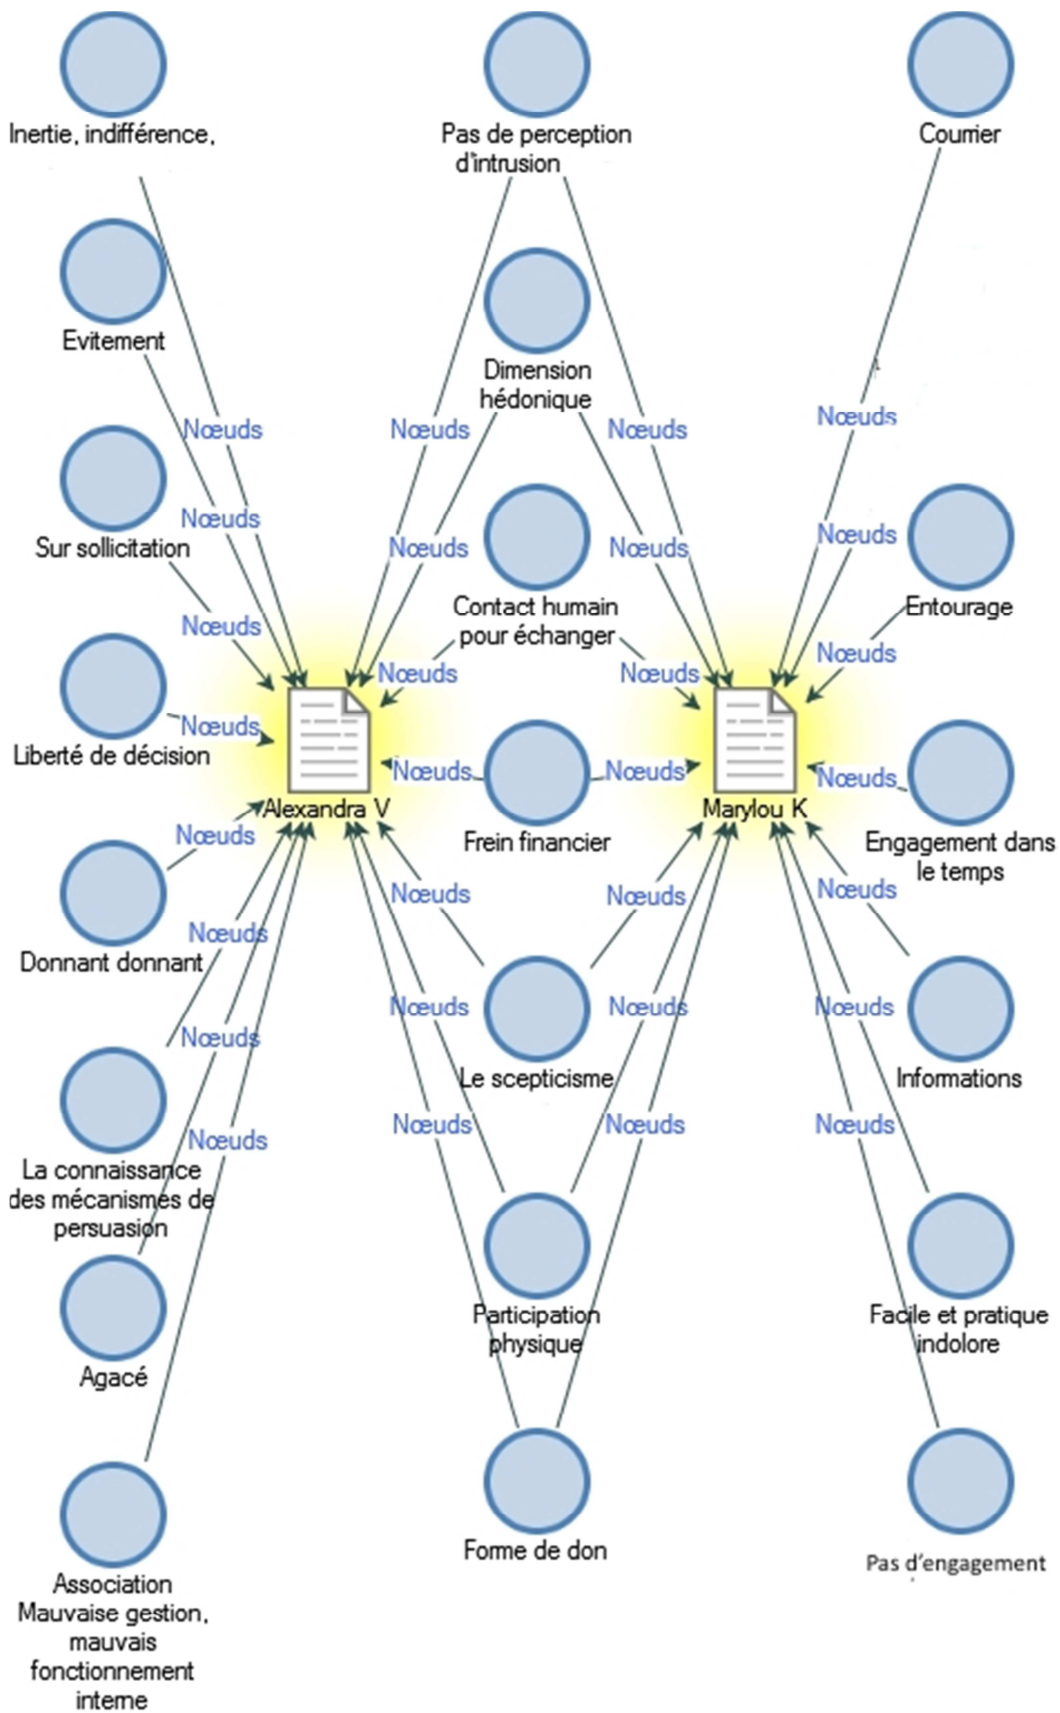 Inertie, indifférence,
Pas de perception
d'intrusion
Courrier
Evitement
Dimension
hédonique
Nœuds
Nœuds
Nœuds
Nœuds
Nœuds
Sur sollicitation
Nœuds
Nœuds
Nœuds
Entourage
Contact humain
pour échanger
Nœuds
Nœuds
Nœuds
Nœuds
Liberté de décision
Nœuds
Nœuds
Nœuds
Nœuds
Alexandra V
Marylou K
Nœuds
Frein financier
Engagement dans
le temps
Nœuds
Nœuds
Nœuds
Nœuds
Donnant donnant
Nœuds
Nœuds
Nœuds
Nœuds
Le scepticisme
Informations
Nœuds
Nœuds
Nœuds
Nœuds
La connaissance
des mécanismes de
persuasion
Participation
physique
Facile et pratique
indolore
Agacé
Forme de don
Pas d'engagement
Association
Mauvaise gestion,
mauvais
fonctionnement
interne